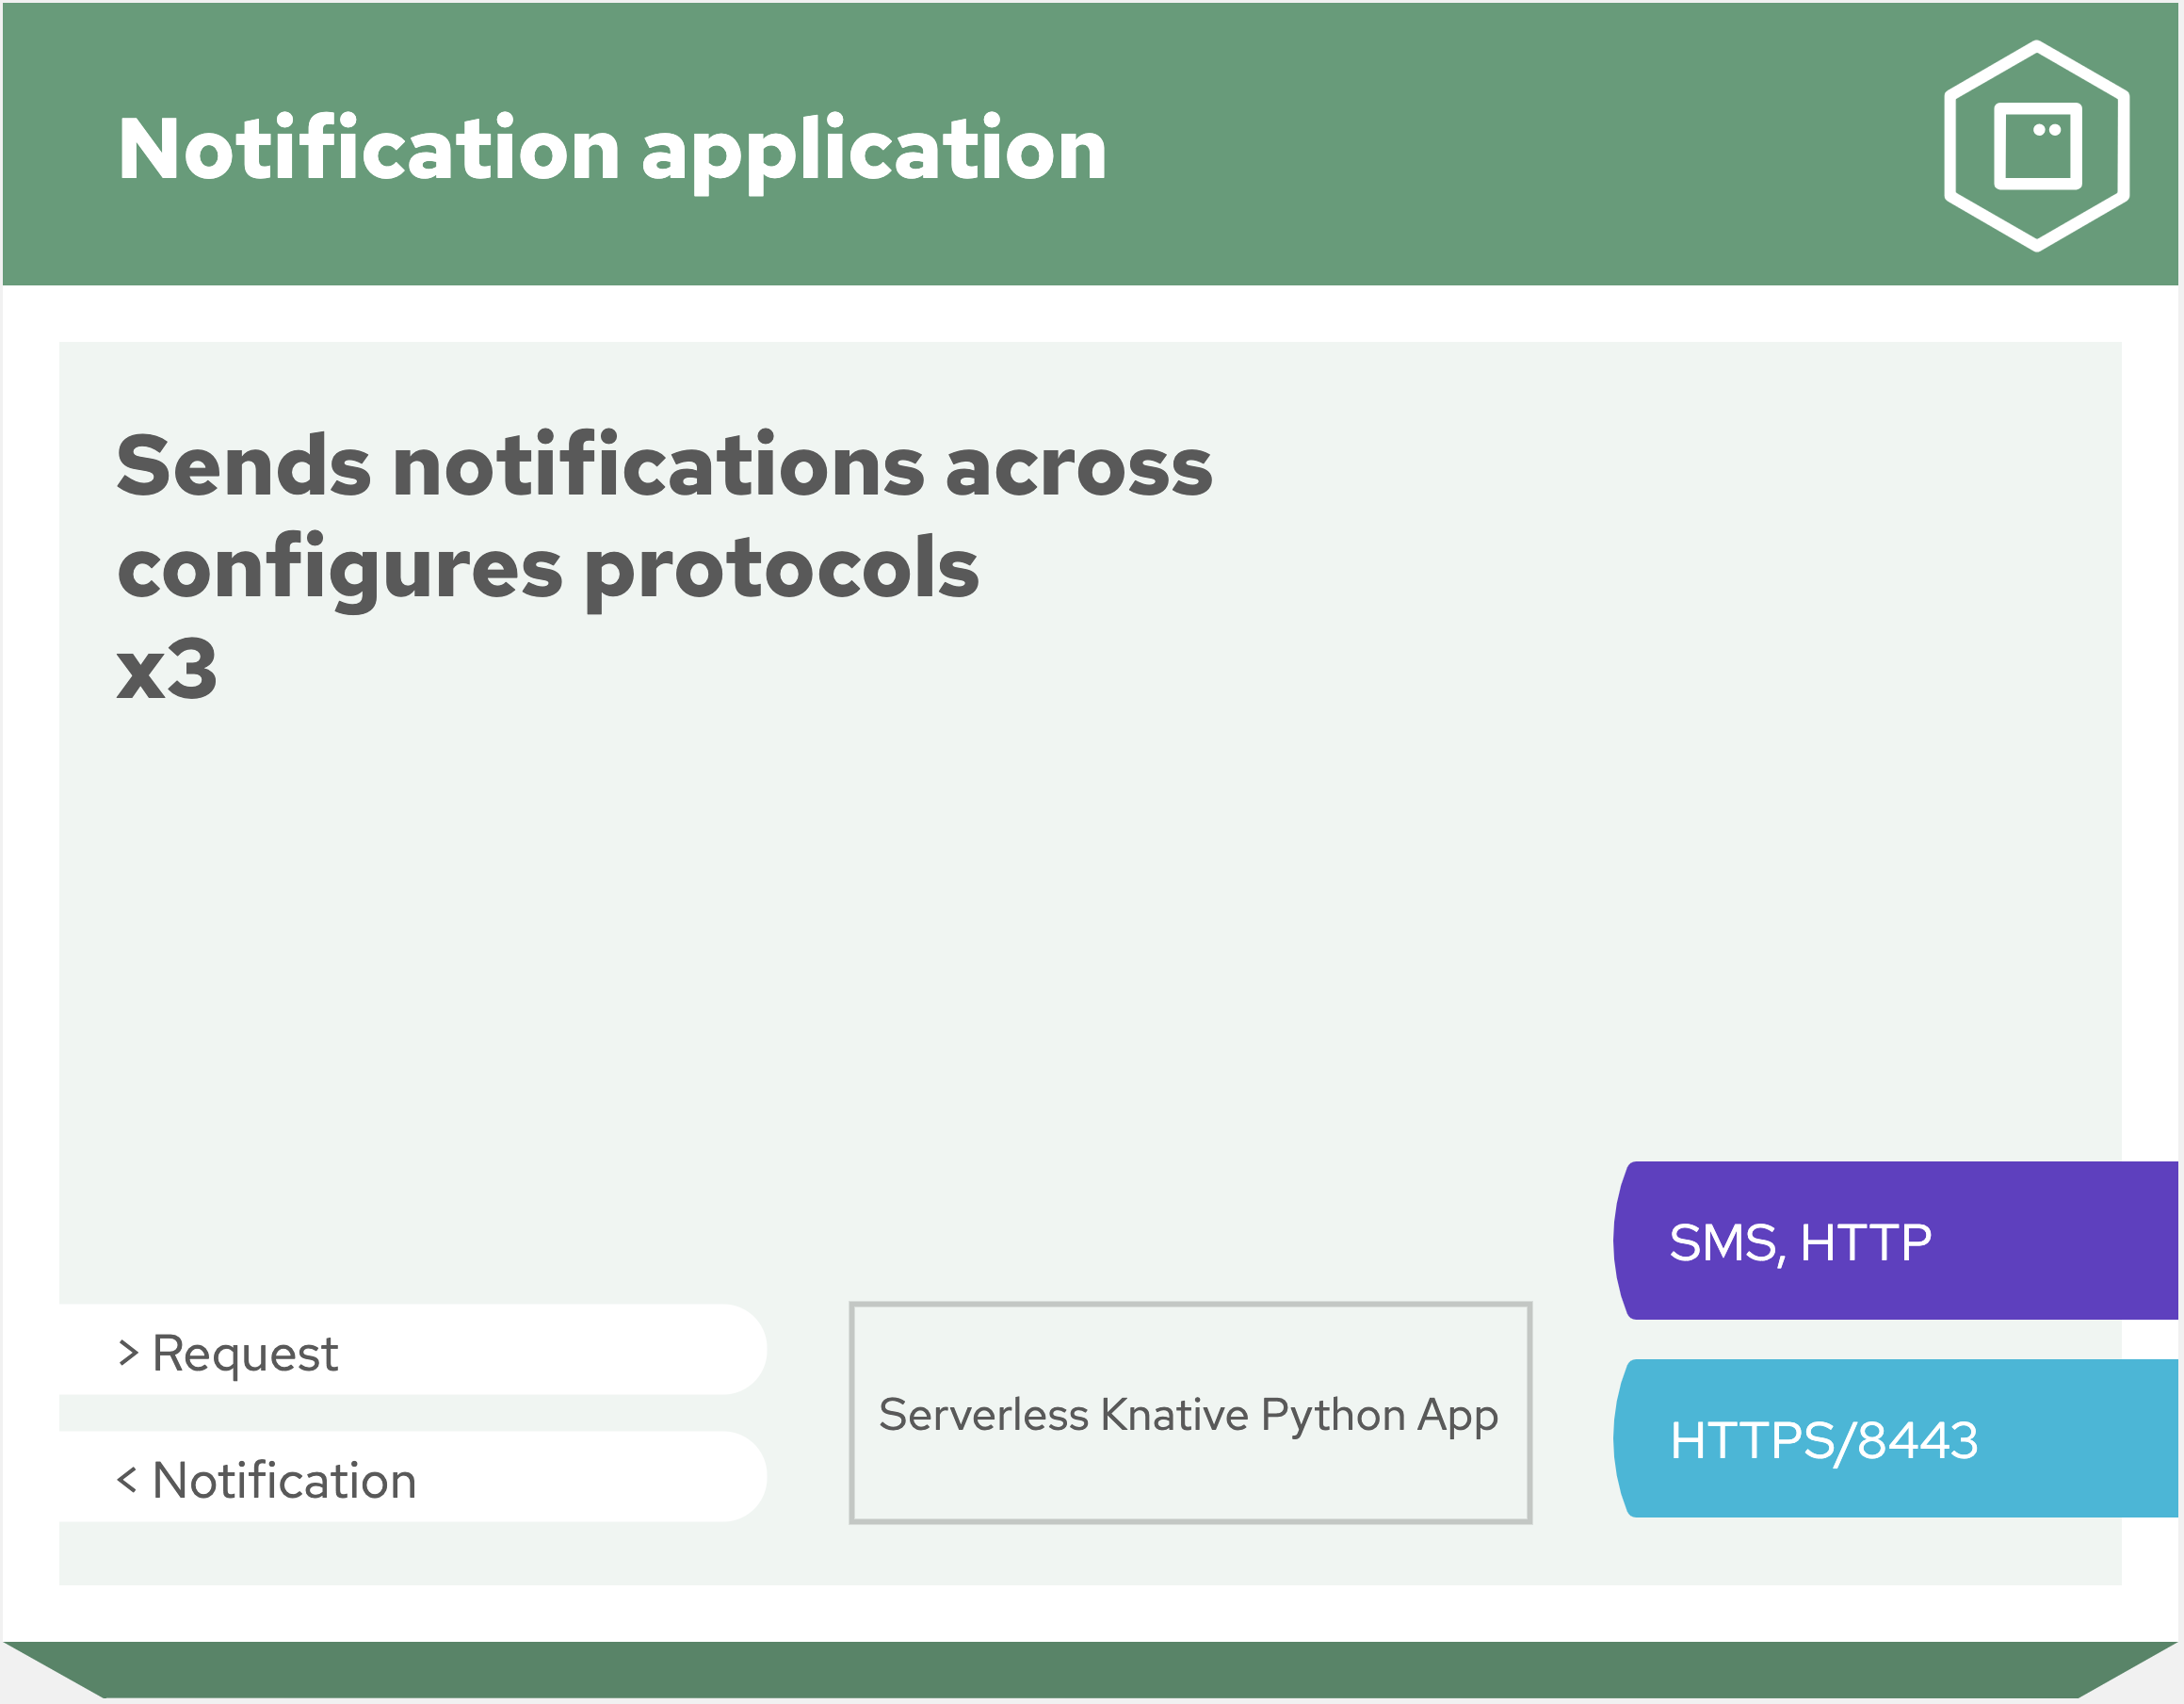 Notification application
Sends notifications across
configures protocols
x3
SMS, HTTP
> Request
Serverless Knative Python App
HTTPS/8443
< Notification